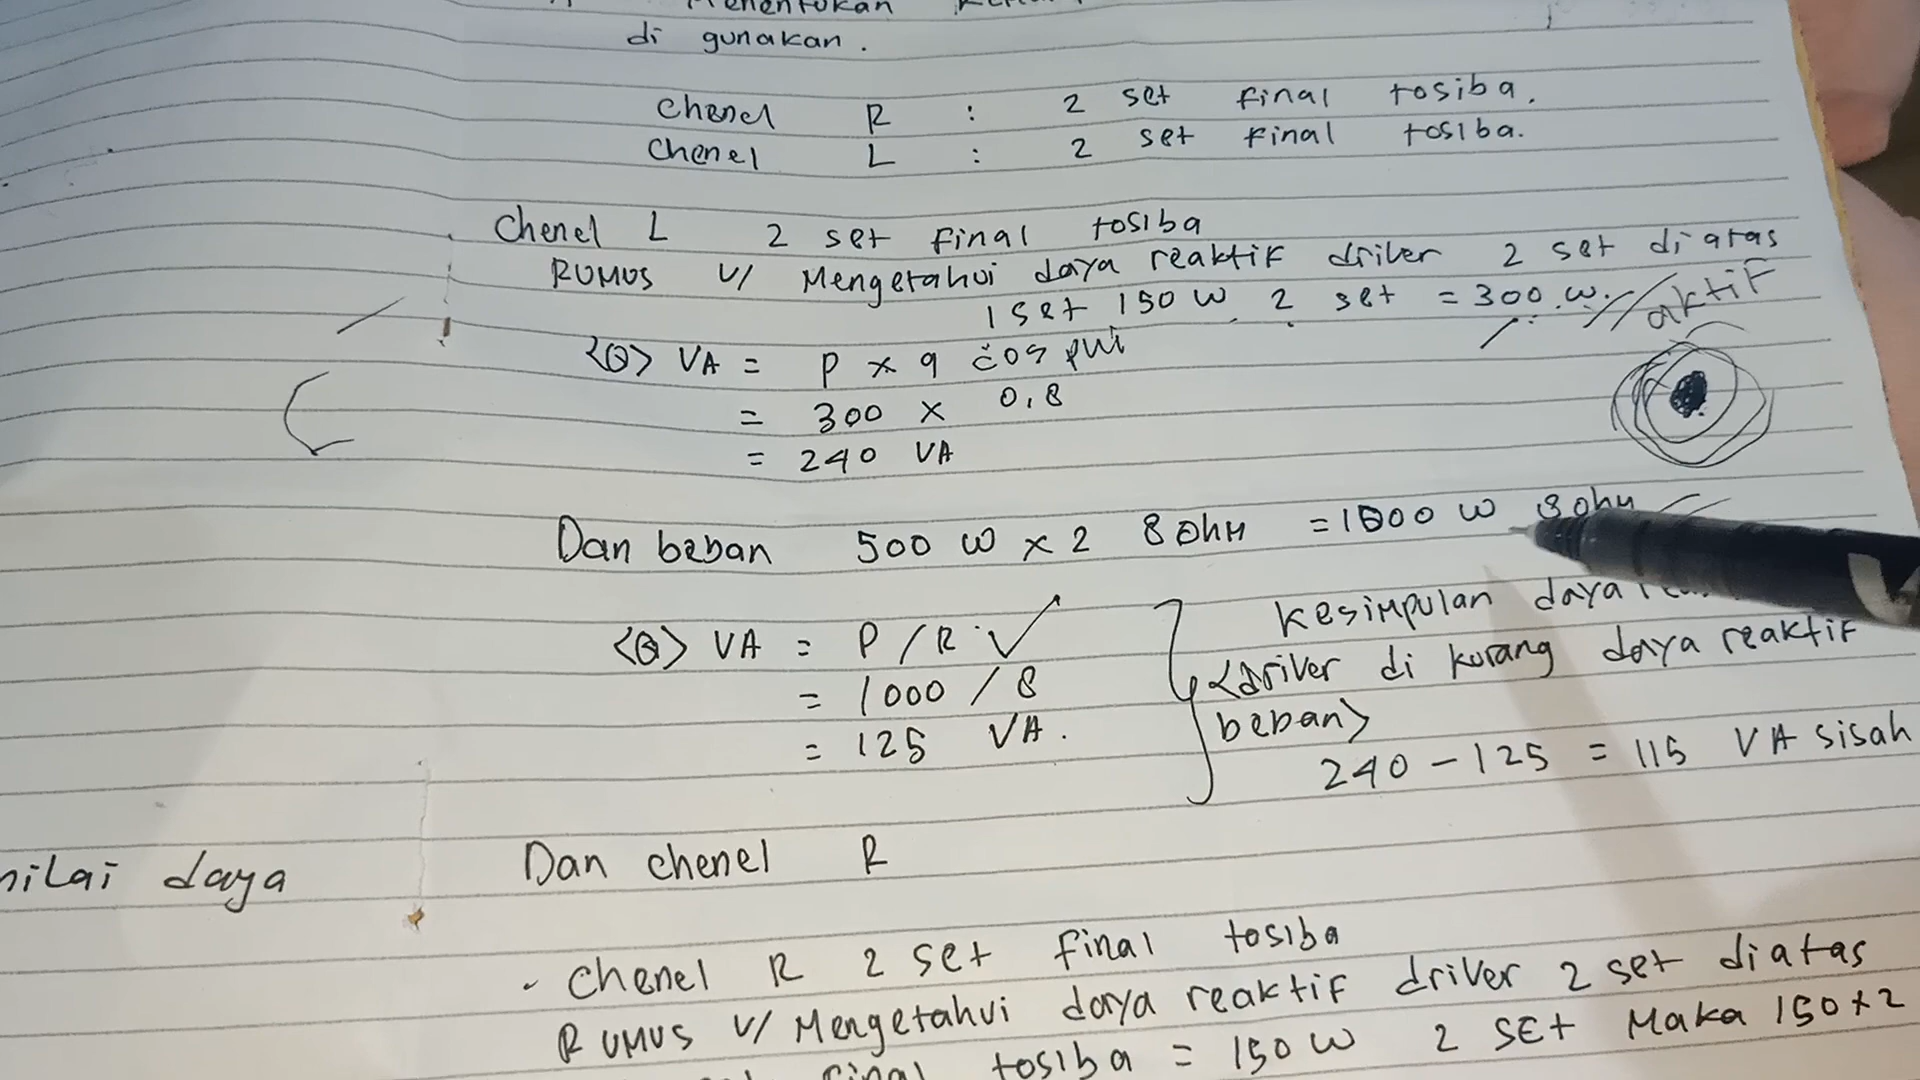 Menentukan
di gunakan.
Chenel R : 2 set final tosiba.
Chenel L : 2 set final tosiba.
Chenel L 2 set final tosiba
RUMUS U/ Mengetahui daya reaktif driver 2 set diatas
1 set 150 W 2 set = 300.W. // aktif
<Q> VA = P x q cos phi
= 300 x 0,8
= 240 VA
Dan beban 500 W x 2 8 Ohm = 1000 W 8 ohm
<Q> VA = P / R
= 1000 / 8
= 125 VA.
Kesimpulan daya
<driver di kurang daya reaktif
beban>
240 - 125 = 115 VA sisah
nilai daya
Dan chenel R
- Chenel R 2 set final tosiba
RUMUS U/ Mengetahui daya reaktif driver 2 set diatas
final tosiba = 150 W 2 SEt Maka 150 x 2